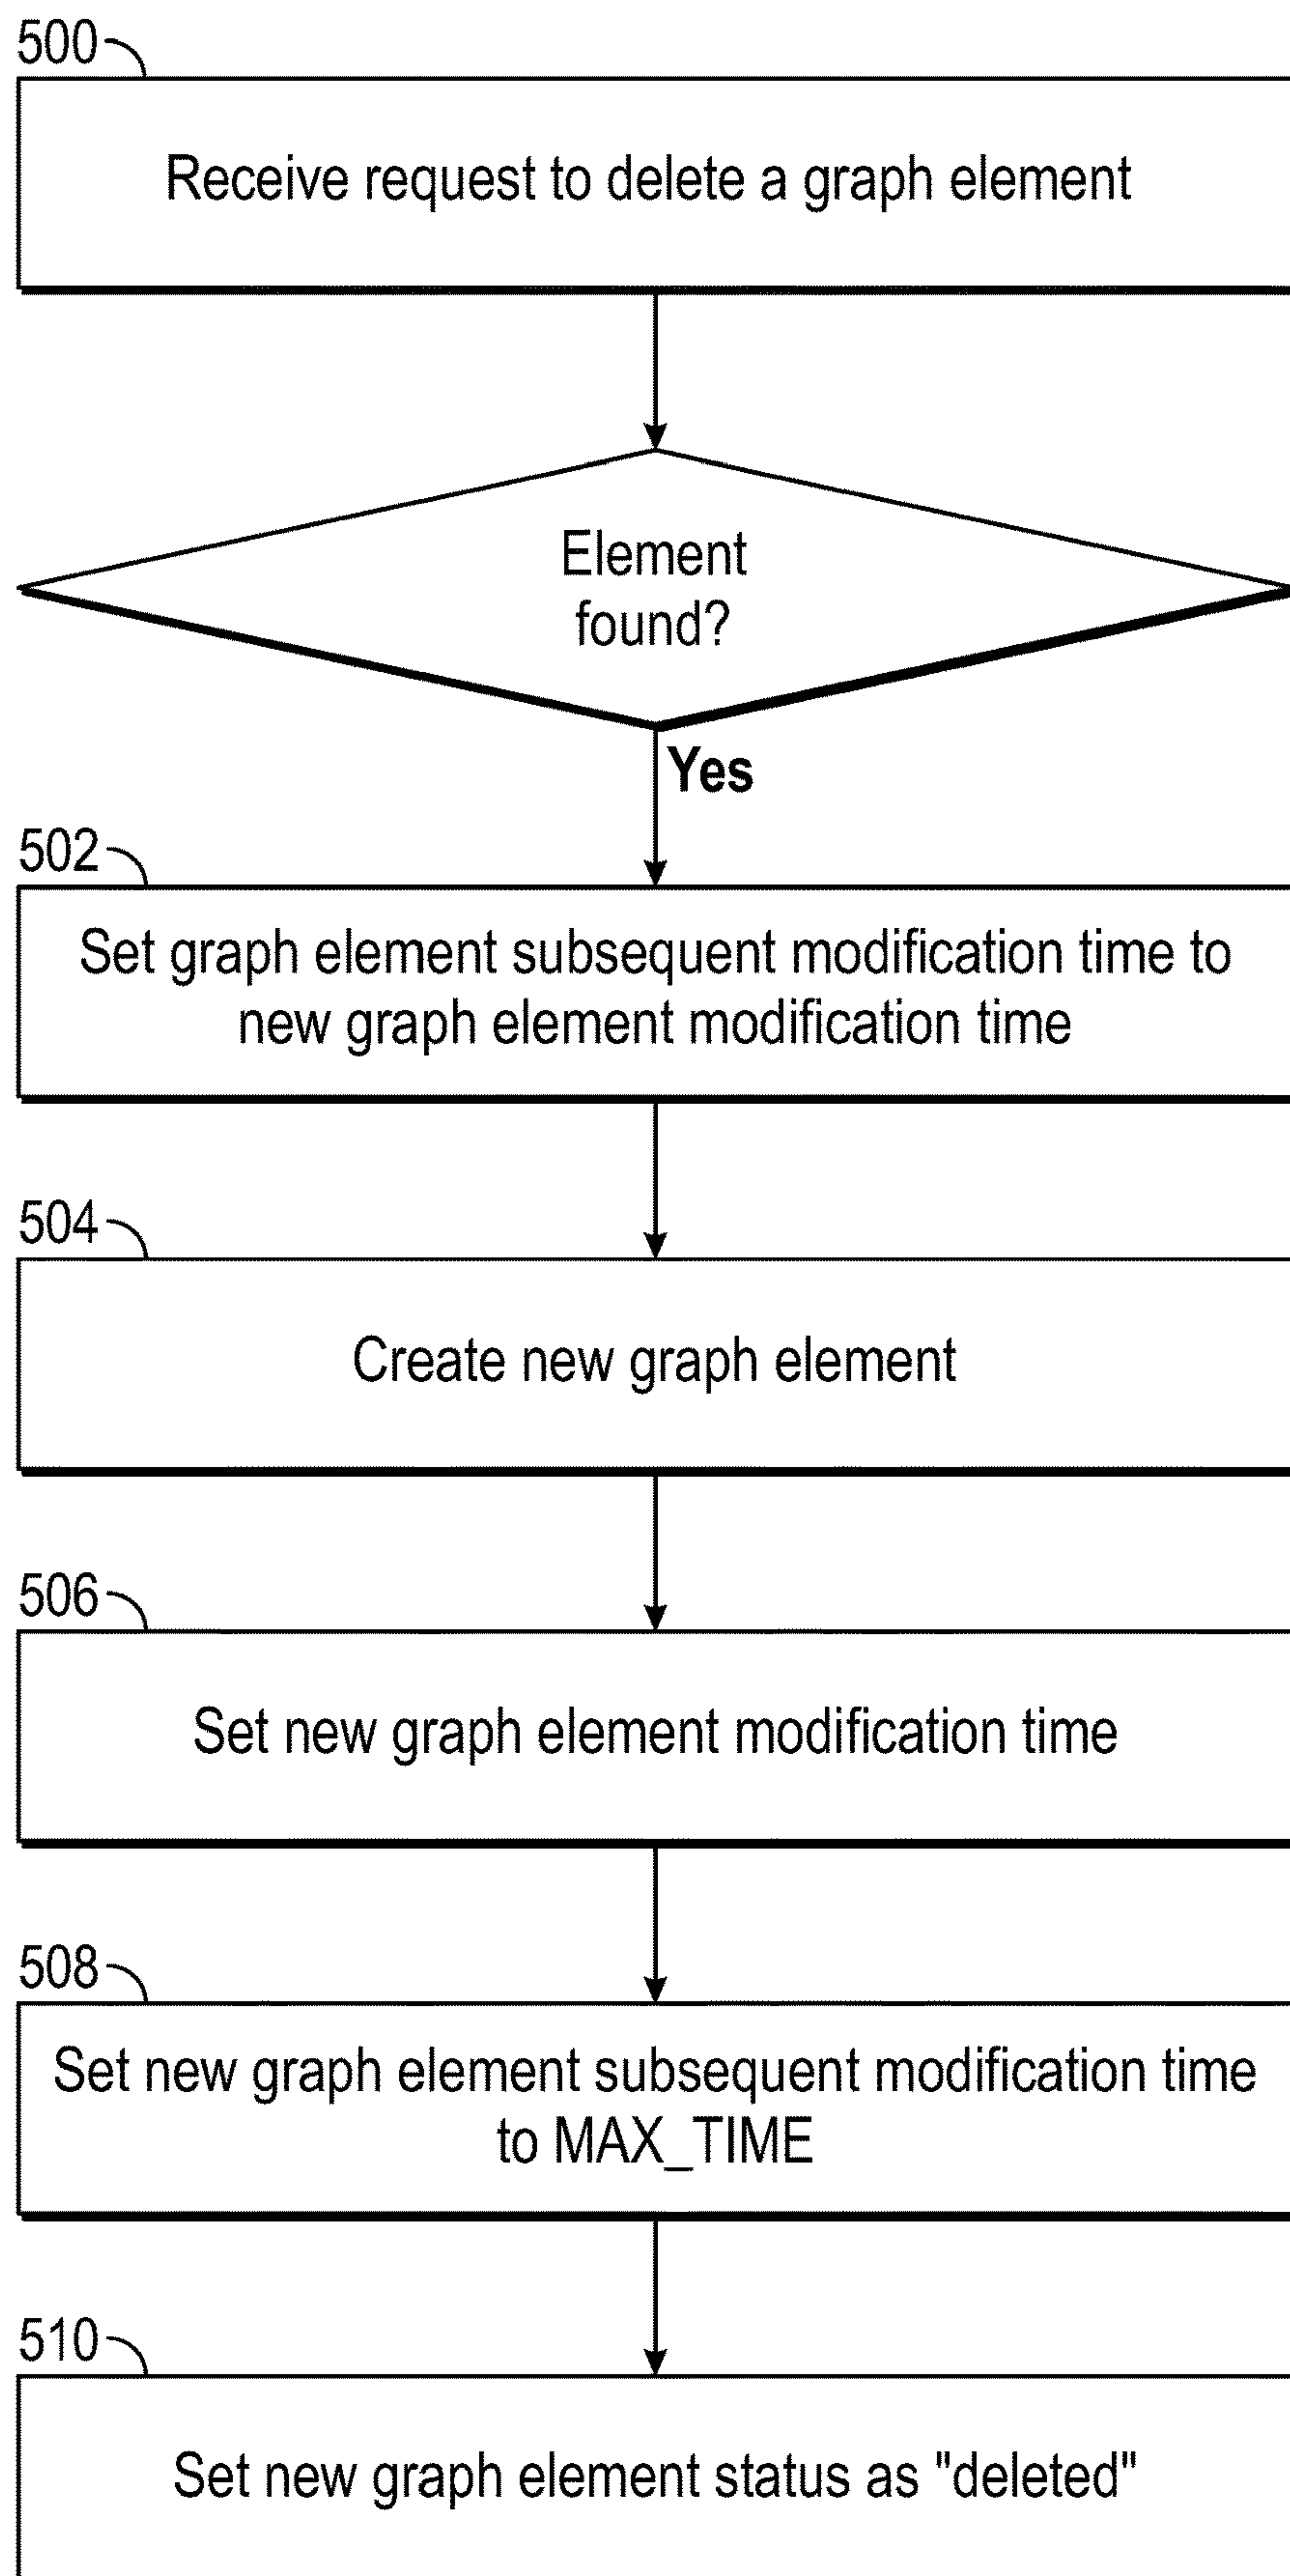 500
Receive request to delete a graph element
Element
found?
Yes
502
Set graph element subsequent modification time to
new graph element modification time
504
Create new graph element
506
Set new graph element modification time
508
Set new graph element subsequent modification time
to MAX_TIME
510
Set new graph element status as "deleted"